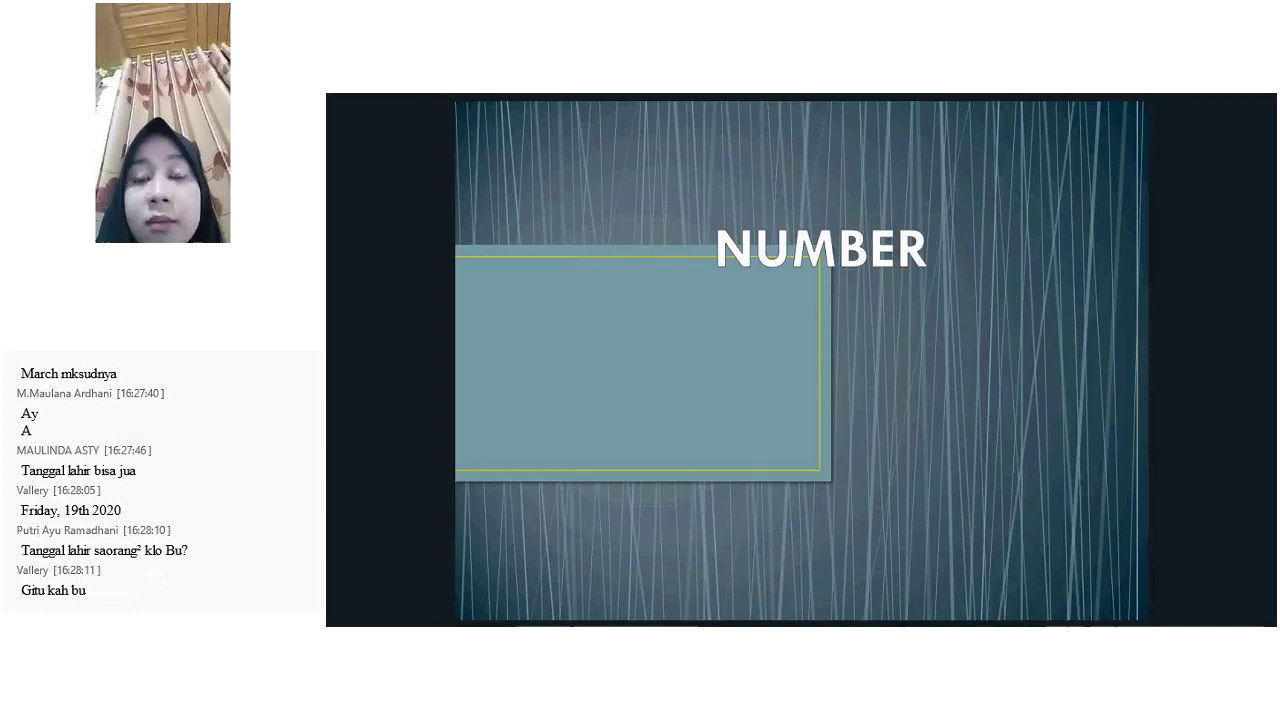 March mksudnya
M.Maulana Ardhani [16:27:40]
Ay
A
MAULINDA ASTY [16:27:46]
Tanggal lahir bisa jua
Vallery [16:28:05]
Friday, 19th 2020
Putri Ayu Ramadhani [16:28:10]
Tanggal lahir saorang² klo Bu?
Vallery [16:28:11]
Gitu kah bu
NUMBER